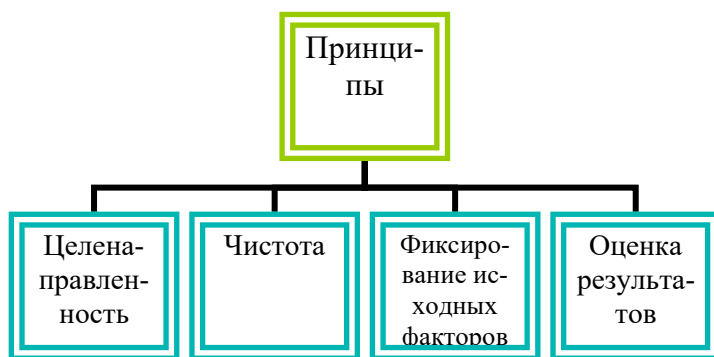 Принци-
пы
Целена-
правлен-
ность
Чистота
Фиксиро-
вание ис-
ходных
факторов
Оценка
результа-
тов